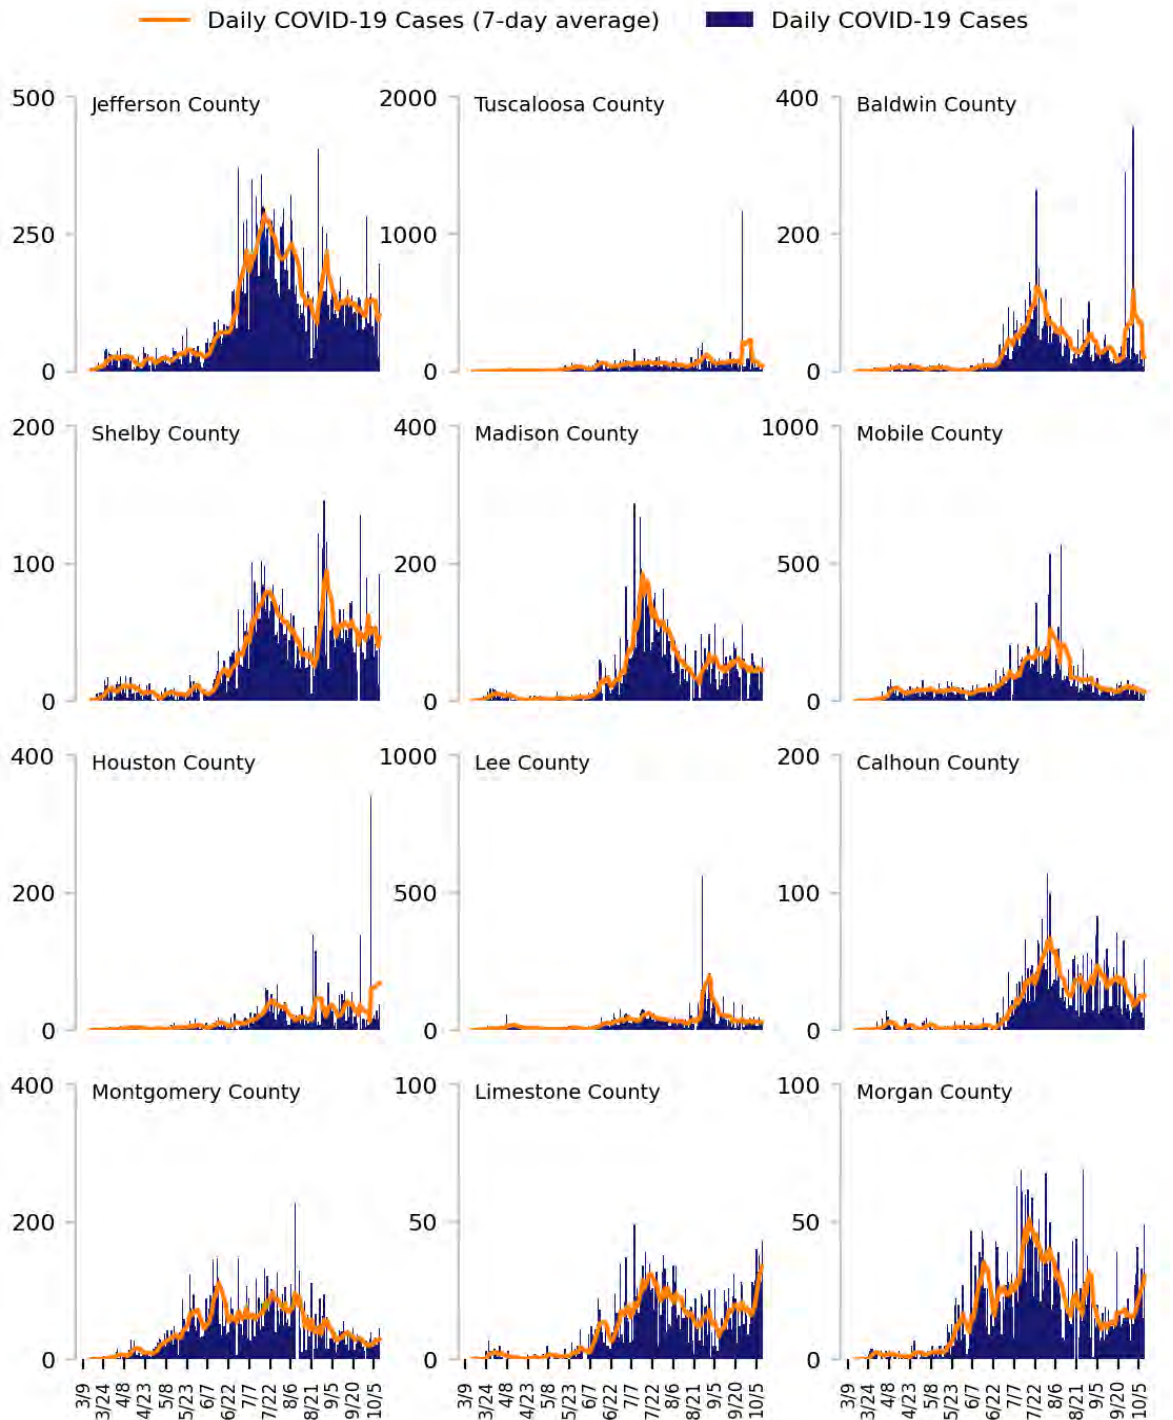 Daily COVID-19 Cases (7-day average) Daily COVID-19 Cases
500 Jefferson County 2000 Tuscaloosa County 400 Baldwin County
250 1000 200
0 0 0
200 Shelby County 400 Madison County 1000 Mobile County
100 200 500
0 0 0
400 Houston County 1000 Lee County 200 Calhoun County
200 500 100
0 0 0
400 Montgomery County 100 Limestone County 100 Morgan County
200 50 50
0 0 0
3/9 3/24 4/8 4/23 5/8 5/23 6/7 6/22 7/7 7/22 8/6 8/21 9/5 9/20 10/5 3/9 3/24 4/8 4/23 5/8 5/23 6/7 6/22 7/7 7/22 8/6 8/21 9/5 9/20 10/5 3/9 3/24 4/8 4/23 5/8 5/23 6/7 6/22 7/7 7/22 8/6 8/21 9/5 9/20 10/5